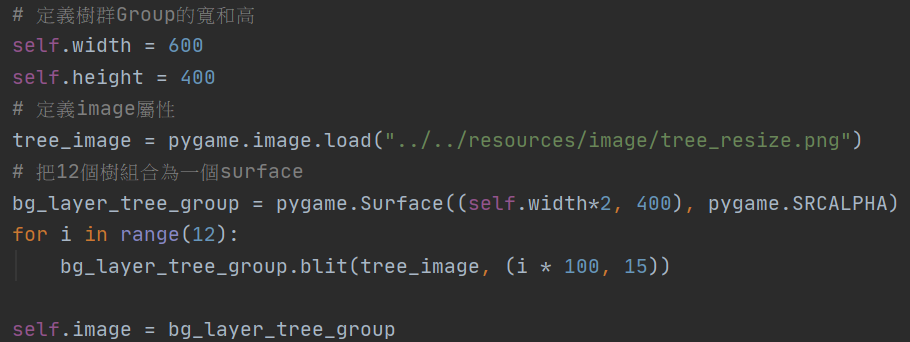 # 定義樹群Group的寬和高
self.width = 600
self.height = 400
# 定義image屬性
tree_image = pygame.image.load("../../resources/image/tree_resize.png")
# 把12個樹組合為一個surface
bg_layer_tree_group = pygame.Surface((self.width*2, 400), pygame.SRCALPHA)
for i in range(12):
    bg_layer_tree_group.blit(tree_image, (i * 100, 15))
self.image = bg_layer_tree_group